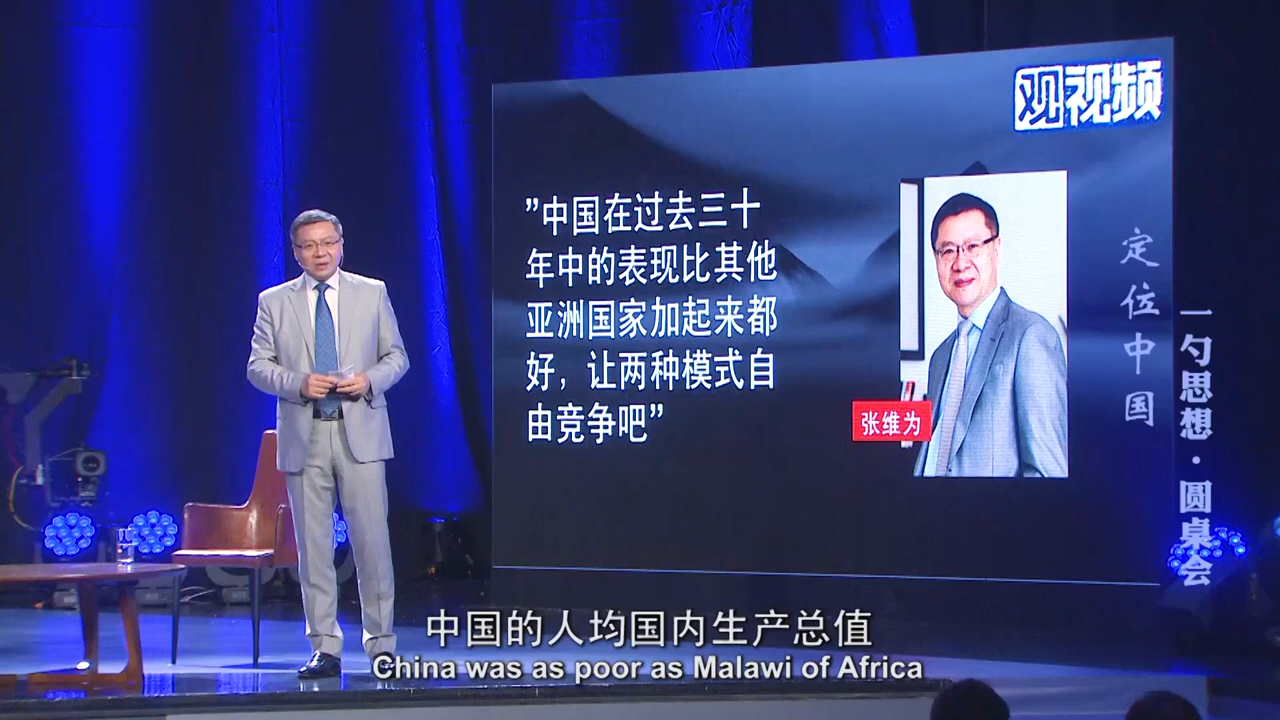 观视频
”中国在过去三十
年中的表现比其他
亚洲国家加起来都
好，让两种模式自
由竞争吧”
张维为
定位中国
一勺思想·圆桌会
中国的人均国内生产总值
China was as poor as Malawi of Africa